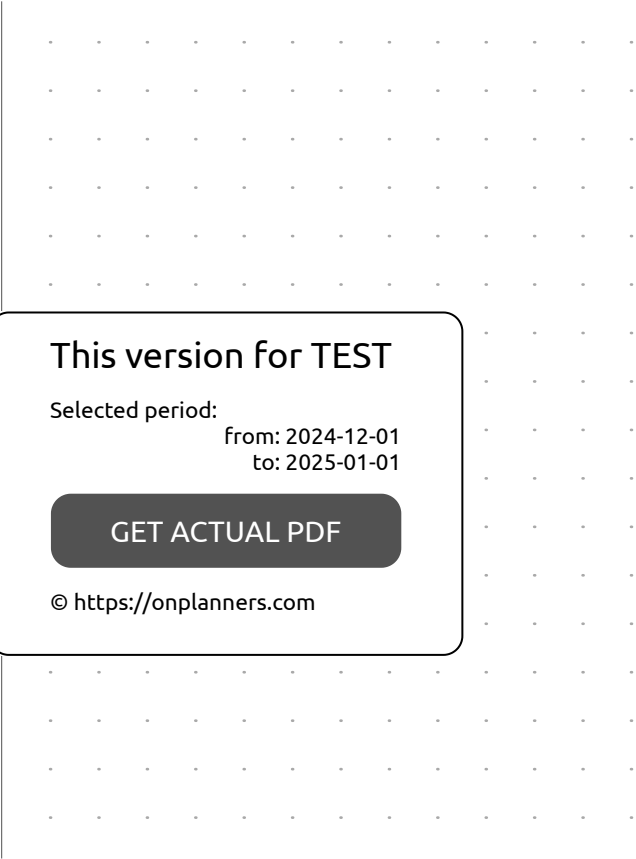 This version for TEST
Selected period:
from: 2024-12-01
to: 2025-01-01
GET ACTUAL PDF
© https://onplanners.com